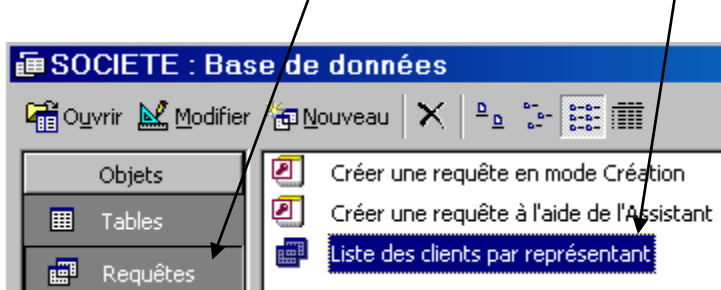 SOCIETE : Base de données
Ouvrir Modifier Nouveau
Objets
Créer une requête en mode Création
Tables
Créer une requête à l'aide de l'Assistant
Requêtes
Liste des clients par représentant